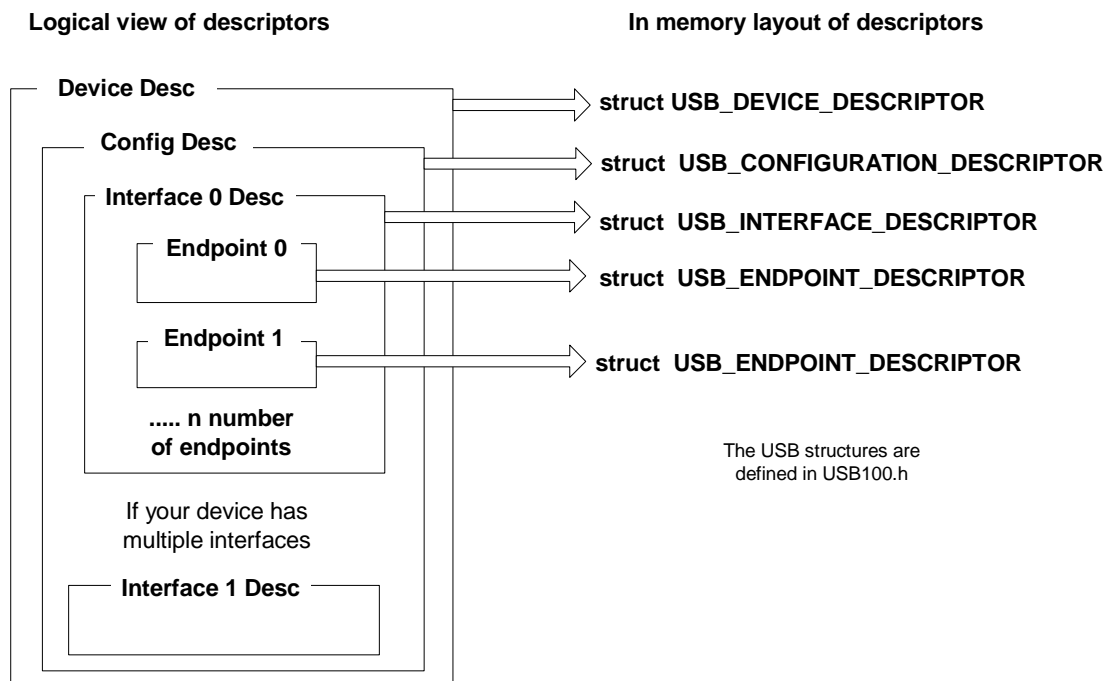 Logical view of descriptors
In memory layout of descriptors
Device Desc
struct USB_DEVICE_DESCRIPTOR
Config Desc
struct USB_CONFIGURATION_DESCRIPTOR
Interface 0 Desc
struct USB_INTERFACE_DESCRIPTOR
Endpoint 0
struct USB_ENDPOINT_DESCRIPTOR
Endpoint 1
struct USB_ENDPOINT_DESCRIPTOR
..... n number
of endpoints
The USB structures are
defined in USB100.h
If your device has
multiple interfaces
Interface 1 Desc